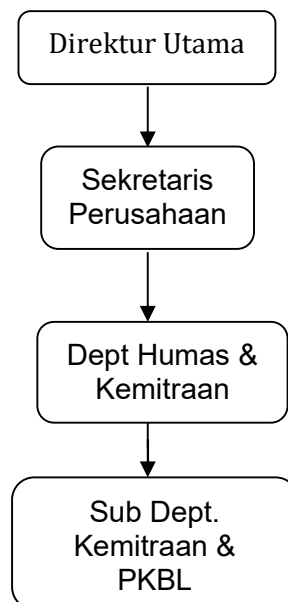 Direktur Utama
Sekretaris
Perusahaan
Dept Humas &
Kemitraan
Sub Dept.
Kemitraan &
PKBL